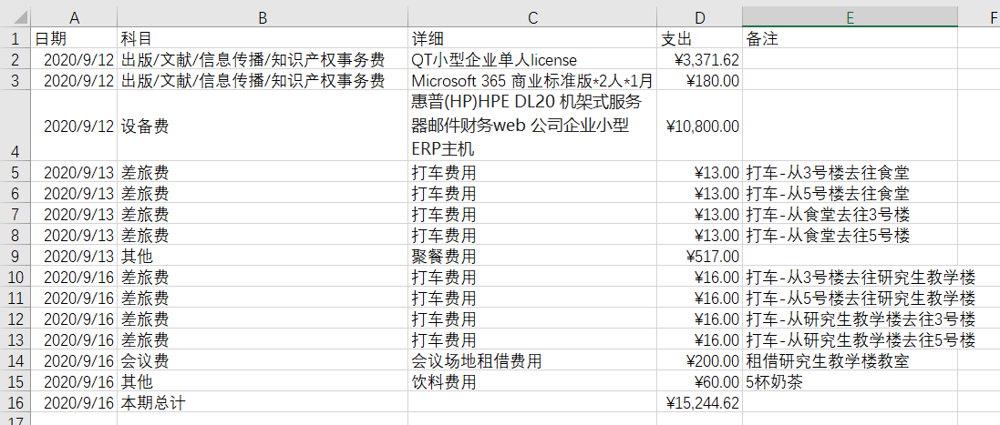 A B C D E F
1 日期 科目 详细 支出 备注
2 2020/9/12 出版/文献/信息传播/知识产权事务费 QT小型企业单人license ¥3,371.62
3 2020/9/12 出版/文献/信息传播/知识产权事务费 Microsoft 365 商业标准版*2人*1月 ¥180.00
惠普(HP)HPE DL20 机架式服务
2020/9/12 设备费 器邮件财务web 公司企业小型 ¥10,800.00
4 ERP主机
5 2020/9/13 差旅费 打车费用 ¥13.00 打车-从3号楼去往食堂
6 2020/9/13 差旅费 打车费用 ¥13.00 打车-从5号楼去往食堂
7 2020/9/13 差旅费 打车费用 ¥13.00 打车-从食堂去往3号楼
8 2020/9/13 差旅费 打车费用 ¥13.00 打车-从食堂去往5号楼
9 2020/9/13 其他 聚餐费用 ¥517.00
10 2020/9/16 差旅费 打车费用 ¥16.00 打车-从3号楼去往研究生教学楼
11 2020/9/16 差旅费 打车费用 ¥16.00 打车-从5号楼去往研究生教学楼
12 2020/9/16 差旅费 打车费用 ¥16.00 打车-从研究生教学楼去往3号楼
13 2020/9/16 差旅费 打车费用 ¥16.00 打车-从研究生教学楼去往5号楼
14 2020/9/16 会议费 会议场地租借费用 ¥200.00 租借研究生教学楼教室
15 2020/9/16 其他 饮料费用 ¥60.00 5杯奶茶
16 2020/9/16 本期总计 ¥15,244.62
17